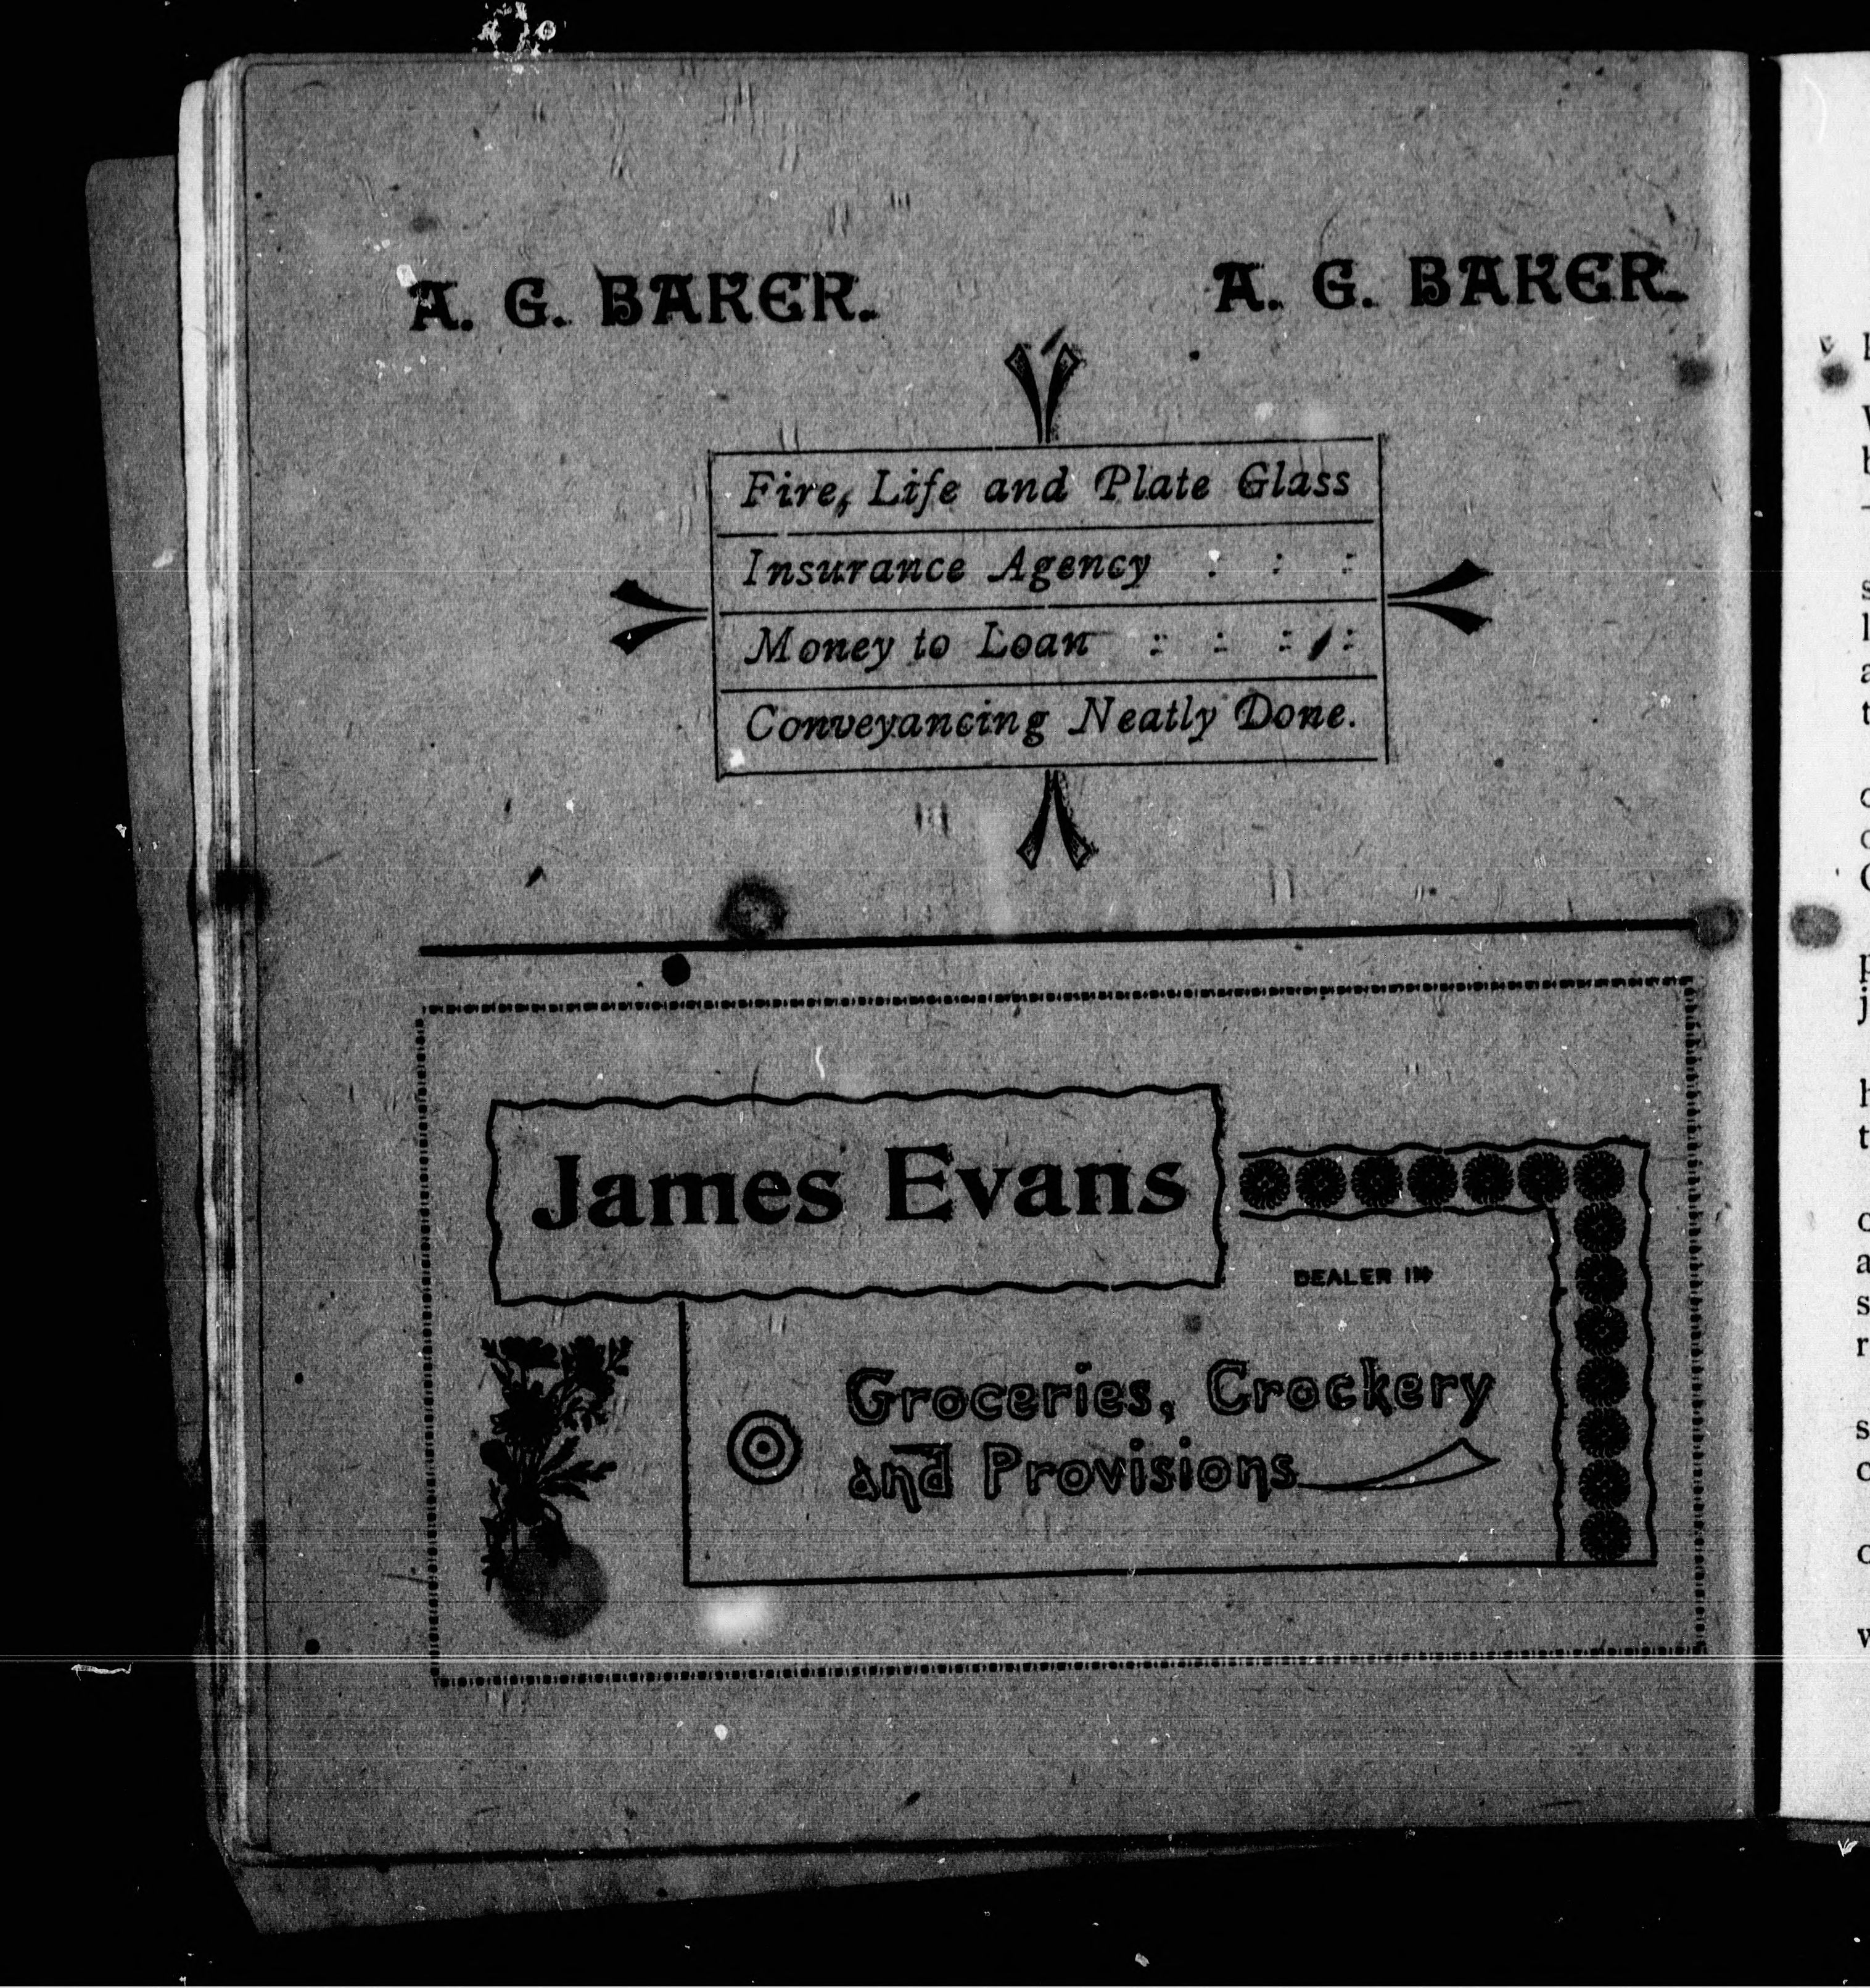 A. G. BAKER. A. G. BAKER.
Fire, Life and Plate Glass
Insurance Agency : : :
Money to Loan : : : :
Conveyancing Neatly Done.
James Evans
DEALER IN
Groceries, Crockery
and Provisions